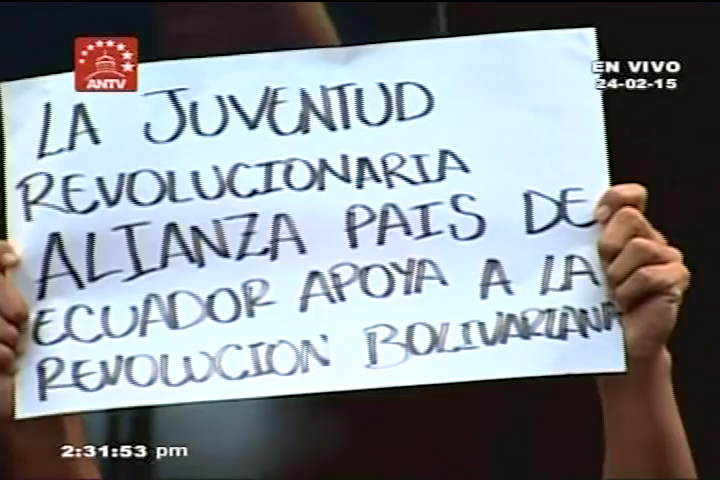 ANTV
EN VIVO
24-02-15
LA JUVENTUD
REVOLUCIONARIA
ALIANZA PAIS DE
ECUADOR APOYA A LA
REVOLUCION BOLIVARIANA
2:31:53 pm